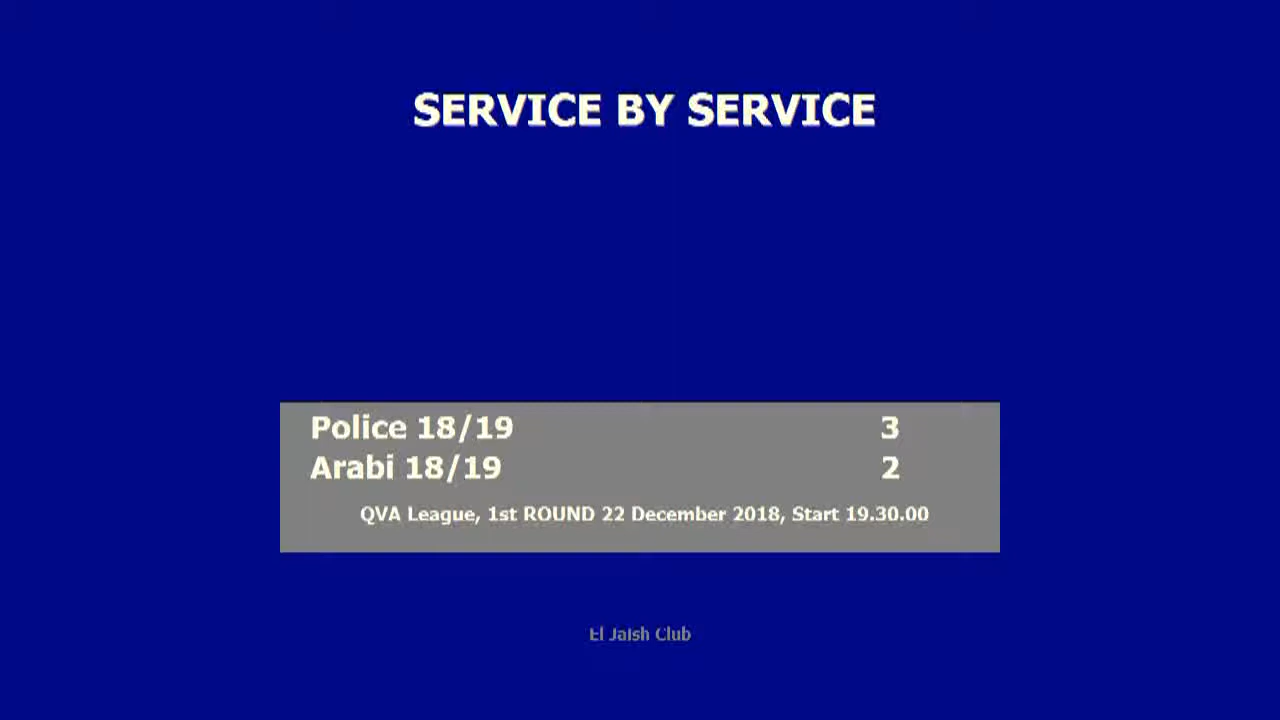 SERVICE BY SERVICE
Police 18/19 3
Arabi 18/19 2
QVA League, 1st ROUND 22 December 2018, Start 19.30.00
El Jaish Club